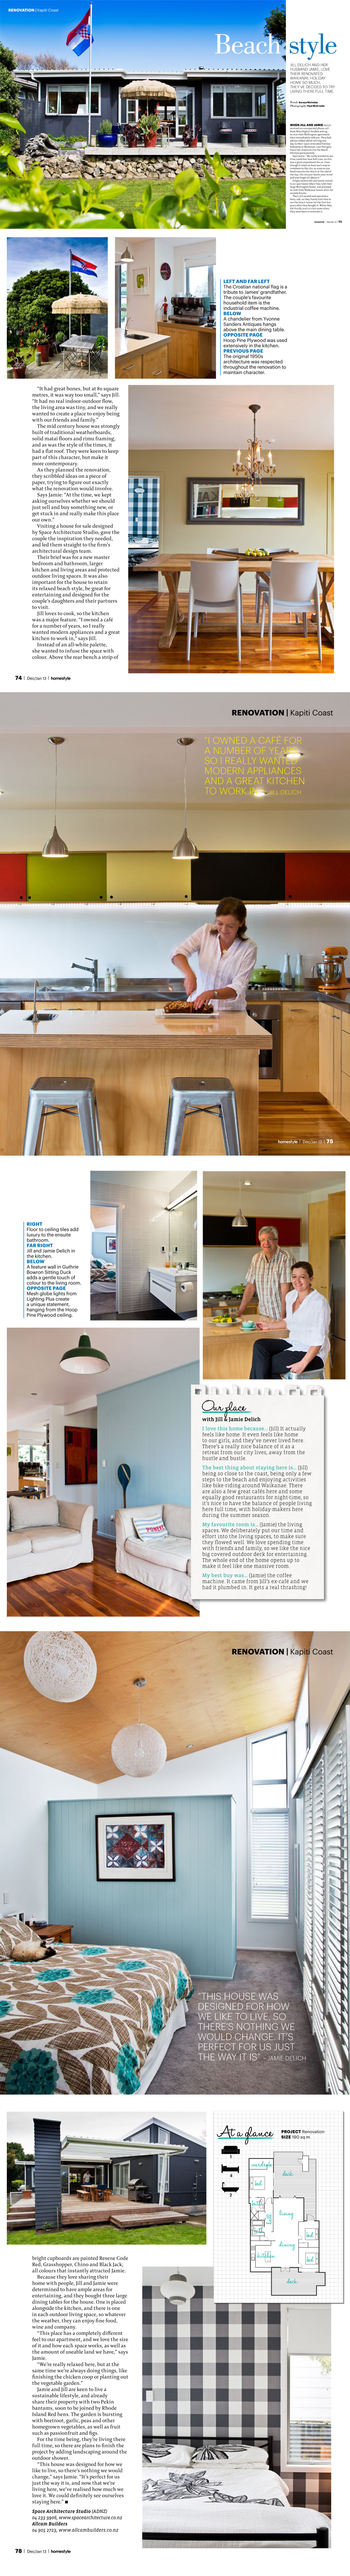 RENOVATION | Kapiti Coast
Beach style
JILL DELICH AND HER
HUSBAND JAMIE, LOVE
THEIR RENOVATED
WAIKANAE HOLIDAY
HOME SO MUCH,
THEY'VE DECIDED TO TRY
LIVING THERE FULL TIME.
WHEN JILL AND JAMIE
LEFT AND FAR LEFT
The Croatian national flag is a
tribute to James' grandfather.
The couple's favourite
household item is the
industrial coffee machine.
BELOW
A chandelier from Yvonne
Sanders Antiques hangs
above the main dining table.
OPPOSITE PAGE
Hoop Pine Plywood was used
extensively in the kitchen.
PREVIOUS PAGE
The original 1950s
architecture was respected
throughout the renovation to
maintain character.
"It had great bones, but at 80 square
metres, it was way too small," says Jill.
"It had no real indoor-outdoor flow,
the living area was tiny, and we really
wanted to create a place to enjoy being
with our friends and family."
The mid century house was strongly
built of traditional weatherboards,
solid matai floors and rimu framing,
and as was the style of the times, it
had a flat roof. They were keen to keep
part of this character, but make it
more contemporary.
As they planned the renovation,
they scribbled ideas on a piece of
paper, trying to figure out exactly
what the renovation would involve.
Says Jamie: "At the time, we kept
asking ourselves whether we should
just sell and buy something new, or
get stuck in and really make this place
our own."
Visiting a house for sale designed
by Space Architecture Studio, gave the
couple the inspiration they needed,
and led them straight to the firm's
architectural design team.
Their brief was for a new master
bedroom and bathroom, larger
kitchen and living areas and protected
outdoor living spaces. It was also
important for the house to retain
its relaxed beach style, be great for
entertaining and designed for the
couple's daughters and their partners
to visit.
Jill loves to cook, so the kitchen
was a major feature. "I owned a café
for a number of years, so I really
wanted modern appliances and a great
kitchen to work in," says Jill.
Instead of an all-white palette,
she wanted to infuse the space with
colour. Above the rear bench a strip of
74 | Dec/Jan 13 | homestyle
RENOVATION | Kapiti Coast
"I OWNED A CAFÉ FOR
A NUMBER OF YEARS,
SO I REALLY WANTED
MODERN APPLIANCES
AND A GREAT KITCHEN
TO WORK IN" – JILL DELICH
homestyle | Dec/Jan 13 | 75
RIGHT
Floor to ceiling tiles add
luxury to the ensuite
bathroom.
FAR RIGHT
Jill and Jamie Delich in
the kitchen.
BELOW
A feature wall in Guthrie
Bowron Sitting Duck
adds a gentle touch of
colour to the living room.
OPPOSITE PAGE
Mesh globe lights from
Lighting Plus create
a unique statement,
hanging from the Hoop
Pine Plywood ceiling.
Our place
with Jill & Jamie Delich
I love this home because... (Jill) It actually
feels like home. It even feels like home
to our girls, and they've never lived here.
There's a really nice balance of it as a
retreat from our city lives, away from the
hustle and bustle.
The best thing about staying here is... (Jill)
being so close to the coast, being only a few
steps to the beach and enjoying activities
like bike-riding around Waikanae. There
are also a few great cafés here and some
equally good restaurants for night-time, so
it's nice to have the balance of people living
here full time, with holiday-makers here
during the summer season.
My favourite room is... (Jamie) the living
spaces. We deliberately put our time and
effort into the living spaces, to make sure
they flowed well. We love spending time
with friends and family, so we like the nice
big covered outdoor deck for entertaining.
The whole end of the home opens up to
make it feel like one massive room.
My best buy was... (Jamie) the coffee
machine. It came from Jill's ex-café and we
had it plumbed in. It gets a real thrashing!
RENOVATION | Kapiti Coast
"THIS HOUSE WAS
DESIGNED FOR HOW
WE LIKE TO LIVE, SO
THERE'S NOTHING WE
WOULD CHANGE. IT'S
PERFECT FOR US JUST
THE WAY IT IS" – JAMIE DELICH
At a glance
PROJECT Renovation
SIZE 190 sq m
1
4
2
wardrobe
deck
bed
bath
living
dining
bed
kitchen
bed
deck
bright cupboards are painted Resene Code
Red, Grasshopper, Chino and Black Jack;
all colours that instantly attracted Jamie.
Because they love sharing their
home with people, Jill and Jamie were
determined to have ample areas for
entertaining, and they bought three large
dining tables for the house. One is placed
alongside the kitchen, and there is one
in each outdoor living space, so whatever
the weather, they can enjoy fine food,
wine and company.
"This place has a completely different
feel to our apartment, and we love the size
of it and how each space works, as well as
the amount of useable land we have," says
Jamie.
"We're really relaxed here, but at the
same time we're always doing things, like
finishing the chicken coop or planting out
the vegetable garden."
Jamie and Jill are keen to live a
sustainable lifestyle, and already
share their property with two Pekin
bantams, soon to be joined by Rhode
Island Red hens. The garden is bursting
with beetroot, garlic, peas and other
homegrown vegetables, as well as fruit
such as passionfruit and figs.
For the time being, they're living there
full time, so there are plans to finish the
project by adding landscaping around the
outdoor shower.
"This house was designed for how we
like to live, so there's nothing we would
change," says Jamie. "It's perfect for us
just the way it is, and now that we're
living here, we've realised how much we
love it. We could definitely see ourselves
staying here."
Space Architecture Studio (ADNZ)
04 233 9906, www.spacearchitecture.co.nz
Allcam Builders
04 905 2723, www.allcambuilders.co.nz
78 | Dec/Jan 13 | homestyle